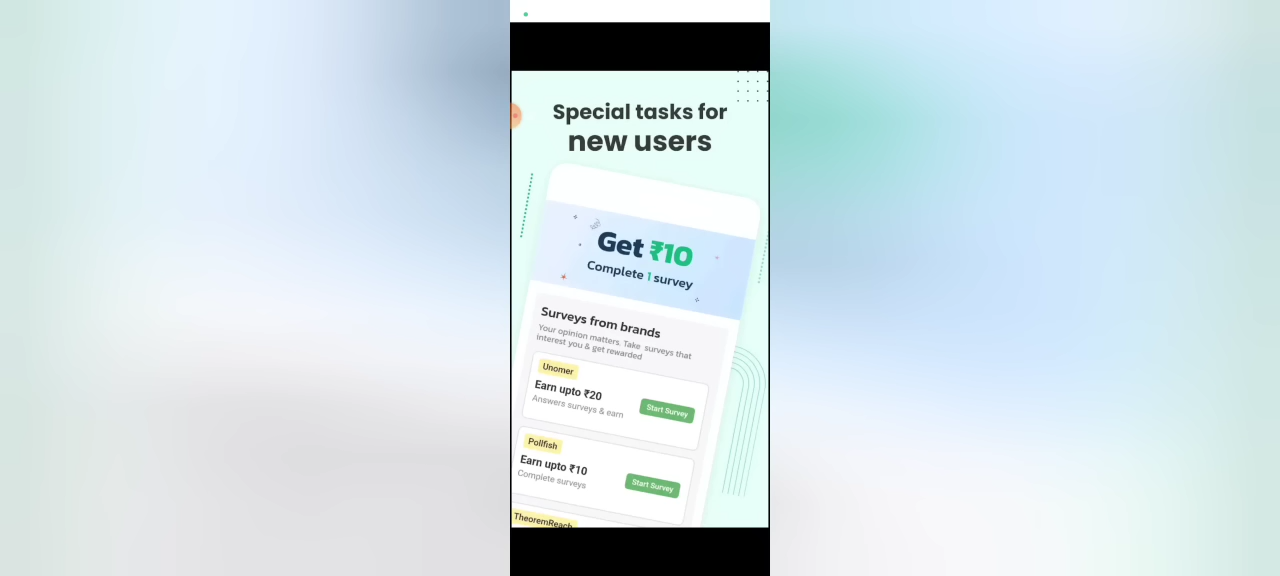 Special tasks for
new users
Get ₹10
Complete 1 survey
Surveys from brands
Your opinion matters. Take surveys that
interest you & get rewarded
Unomer
Earn upto ₹20
Answers surveys & earn
Start Survey
Pollfish
Earn upto ₹10
Complete surveys
Start Survey
TheoremReach